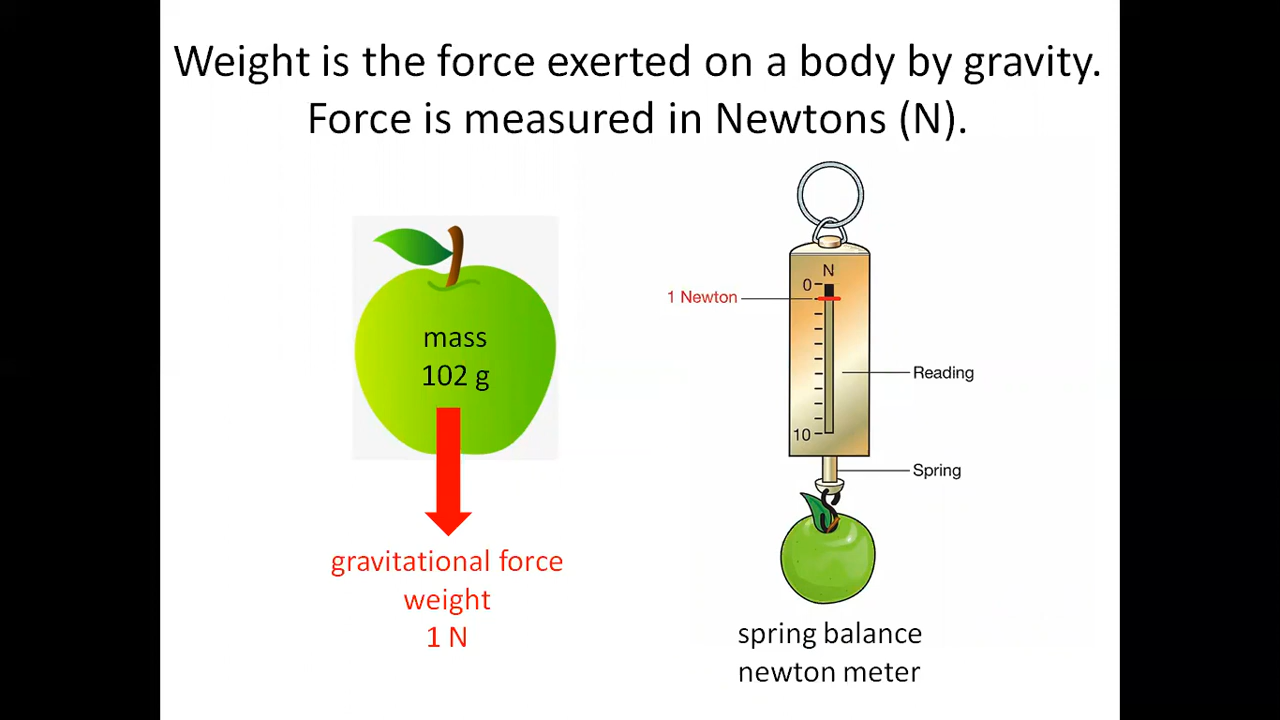 Weight is the force exerted on a body by gravity.
Force is measured in Newtons (N).
mass
102 g
gravitational force
weight
1 N
N
0
1 Newton
Reading
10
Spring
spring balance
newton meter